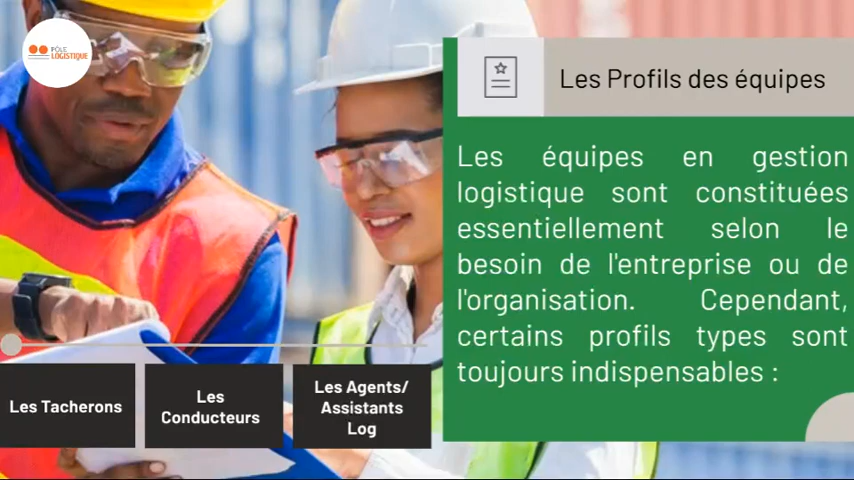 PÔLE
LOGISTIQUE
Les Profils des équipes
Les équipes en gestion
logistique sont constituées
essentiellement selon le
besoin de l'entreprise ou de
l'organisation. Cependant,
certains profils types sont
toujours indispensables :
Les Tacherons
Les
Conducteurs
Les Agents/
Assistants
Log